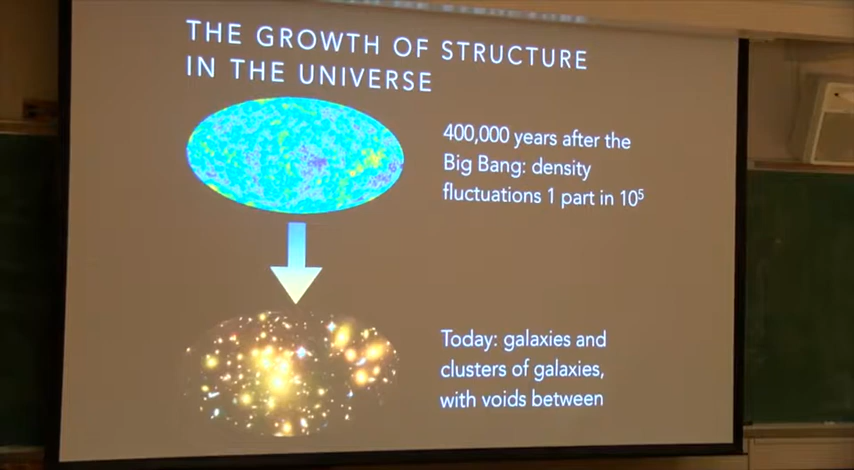 THE GROWTH OF STRUCTURE
IN THE UNIVERSE
400,000 years after the
Big Bang: density
fluctuations 1 part in 10⁵
Today: galaxies and
clusters of galaxies,
with voids between